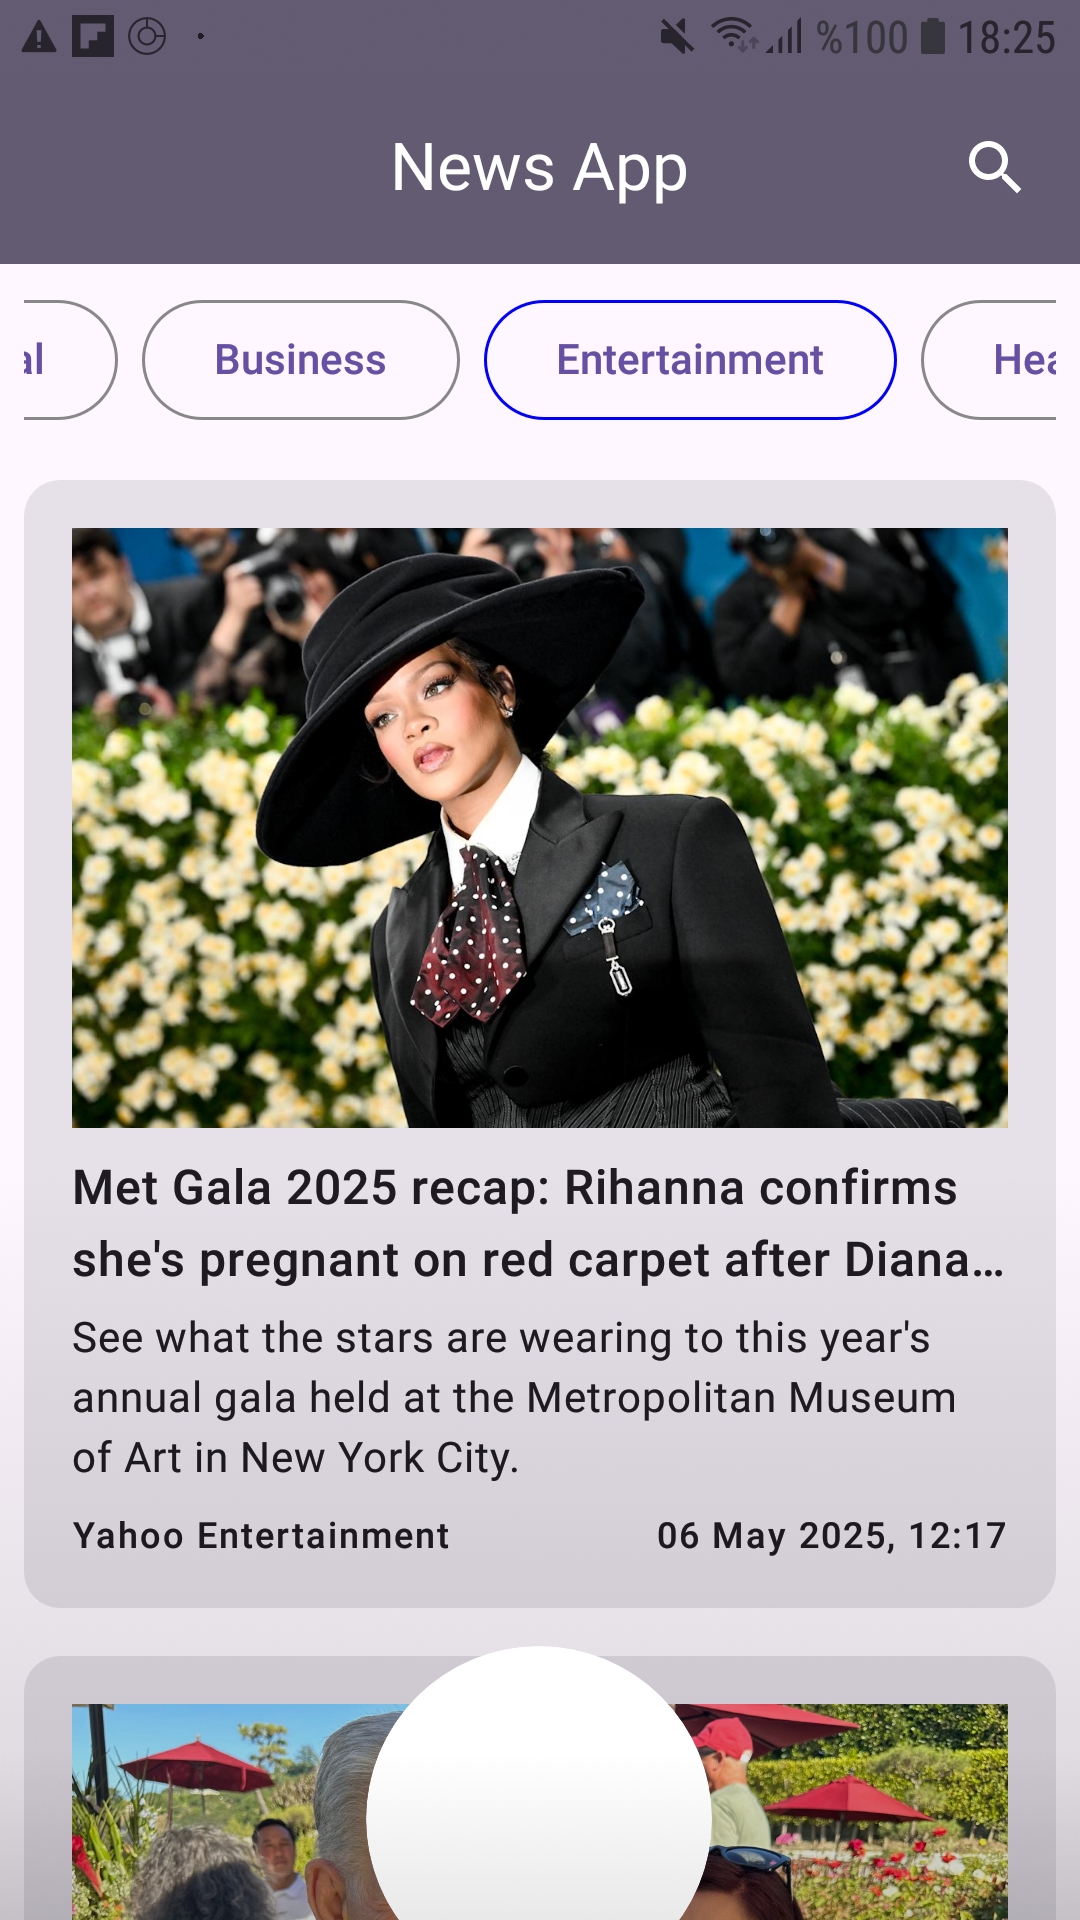 %100 18:25
News App
al Business Entertainment Hea
Met Gala 2025 recap: Rihanna confirms
she's pregnant on red carpet after Diana…
See what the stars are wearing to this year's
annual gala held at the Metropolitan Museum
of Art in New York City.
Yahoo Entertainment 06 May 2025, 12:17